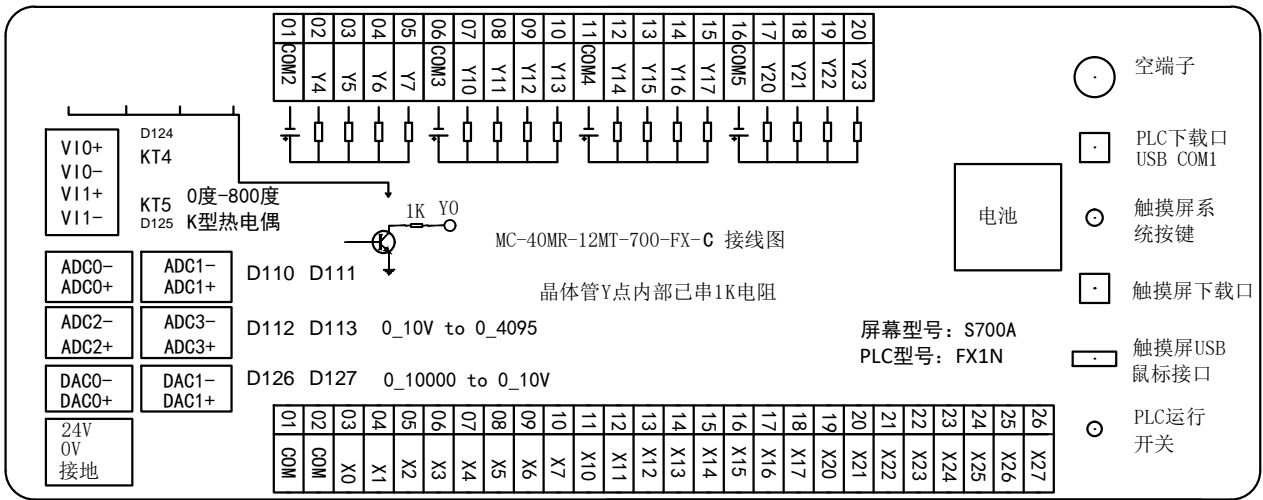 01 02 03 04 05 06 07 08 09 10 11 12 13 14 15 16 17 18 19 20
COM2 Y4 Y5 Y6 Y7 COM3 Y10 Y11 Y12 Y13 COM4 Y14 Y15 Y16 Y17 COM5 Y20 Y21 Y22 Y23
VI0+
VI0-
VI1+
VI1-
D124
KT4
KT5 0度-800度
D125 K型热电偶
1K Y0
MC-40MR-12MT-700-FX-C 接线图
晶体管Y点内部已串1K电阻
ADC0-
ADC0+
ADC1-
ADC1+
D110 D111
ADC2-
ADC2+
ADC3-
ADC3+
D112 D113 0_10V to 0_4095
DAC0-
DAC0+
DAC1-
DAC1+
D126 D127 0_10000 to 0_10V
24V
0V
接地
电池
屏幕型号: S700A
PLC型号: FX1N
空端子
PLC下载口
USB COM1
触摸屏系
统按键
触摸屏下载口
触摸屏USB
鼠标接口
PLC运行
开关
01 02 03 04 05 06 07 08 09 10 11 12 13 14 15 16 17 18 19 20 21 22 23 24 25 26
COM COM X0 X1 X2 X3 X4 X5 X6 X7 X10 X11 X12 X13 X14 X15 X16 X17 X20 X21 X22 X23 X24 X25 X26 X27